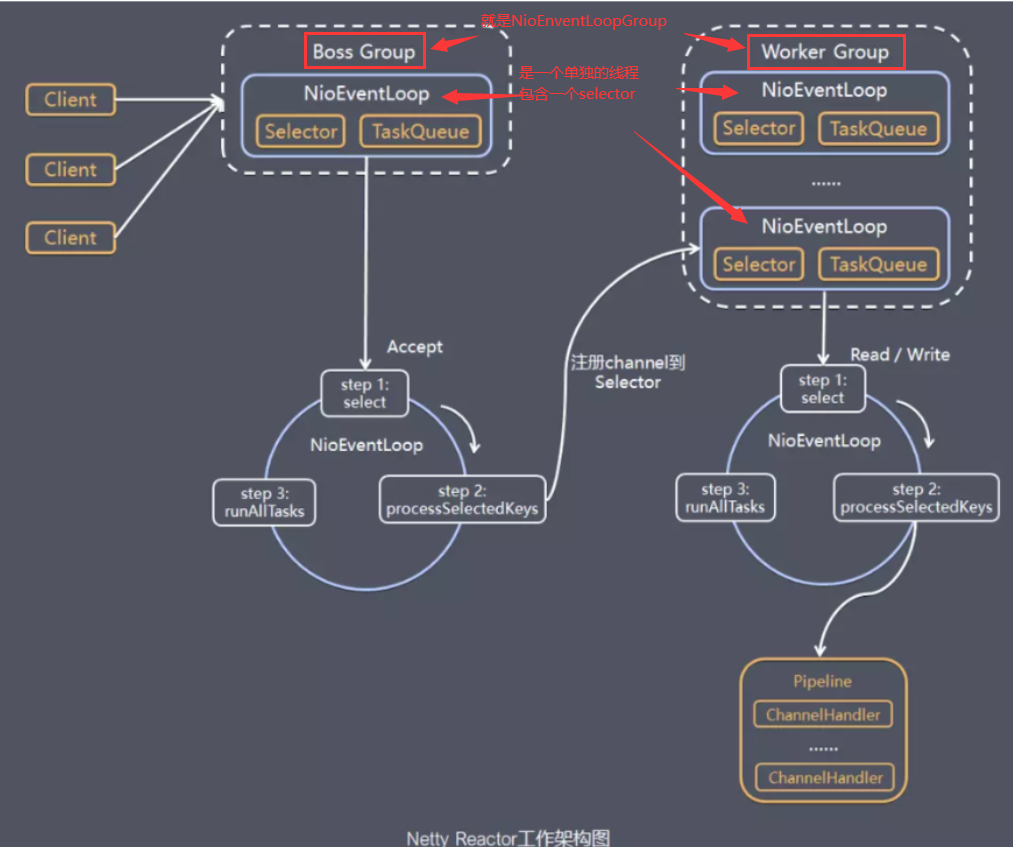 就是NioEnventLoopGroup
Boss Group
Worker Group
NioEventLoop
Selector
TaskQueue
是一个单独的线程
包含一个selector
NioEventLoop
Selector
TaskQueue
......
NioEventLoop
Selector
TaskQueue
Client
Client
Client
Accept
step 1:
select
NioEventLoop
step 2:
processSelectedKeys
step 3:
runAllTasks
注册channel到
Selector
Read / Write
step 1:
select
NioEventLoop
step 2:
processSelectedKeys
step 3:
runAllTasks
Pipeline
ChannelHandler
......
ChannelHandler
Netty Reactor工作架构图